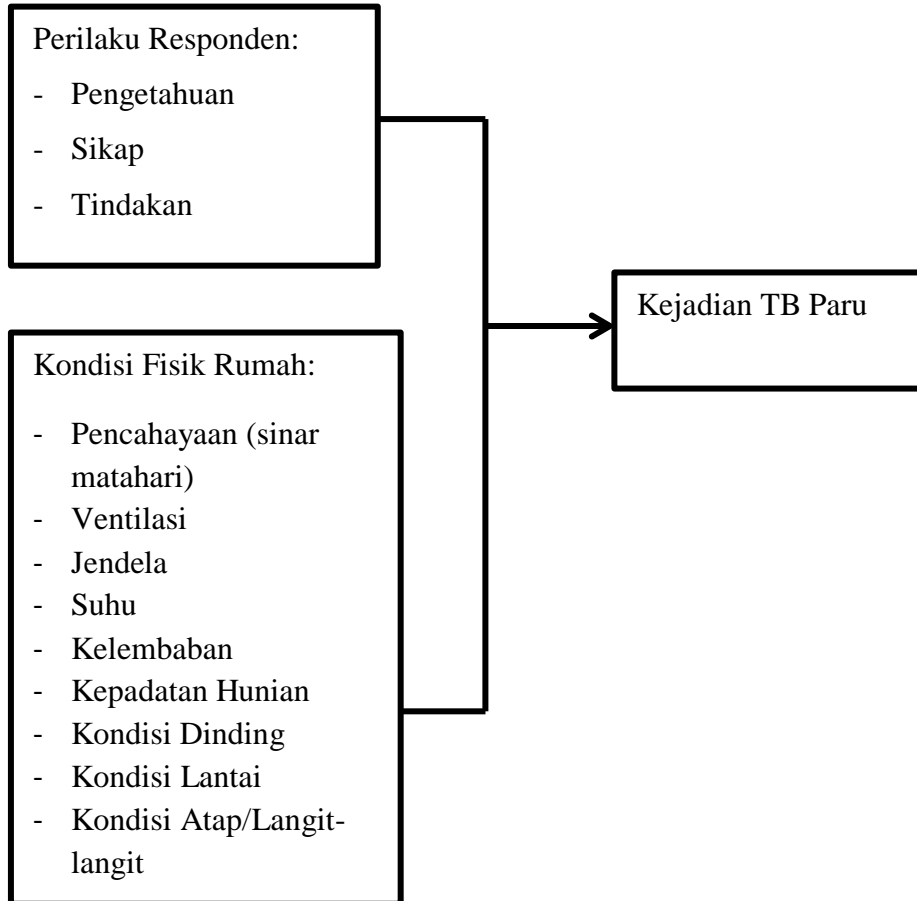 Perilaku Responden:
- Pengetahuan
- Sikap
- Tindakan
Kejadian TB Paru
Kondisi Fisik Rumah:
- Pencahayaan (sinar
matahari)
- Ventilasi
- Jendela
- Suhu
- Kelembaban
- Kepadatan Hunian
- Kondisi Dinding
- Kondisi Lantai
- Kondisi Atap/Langit-
langit